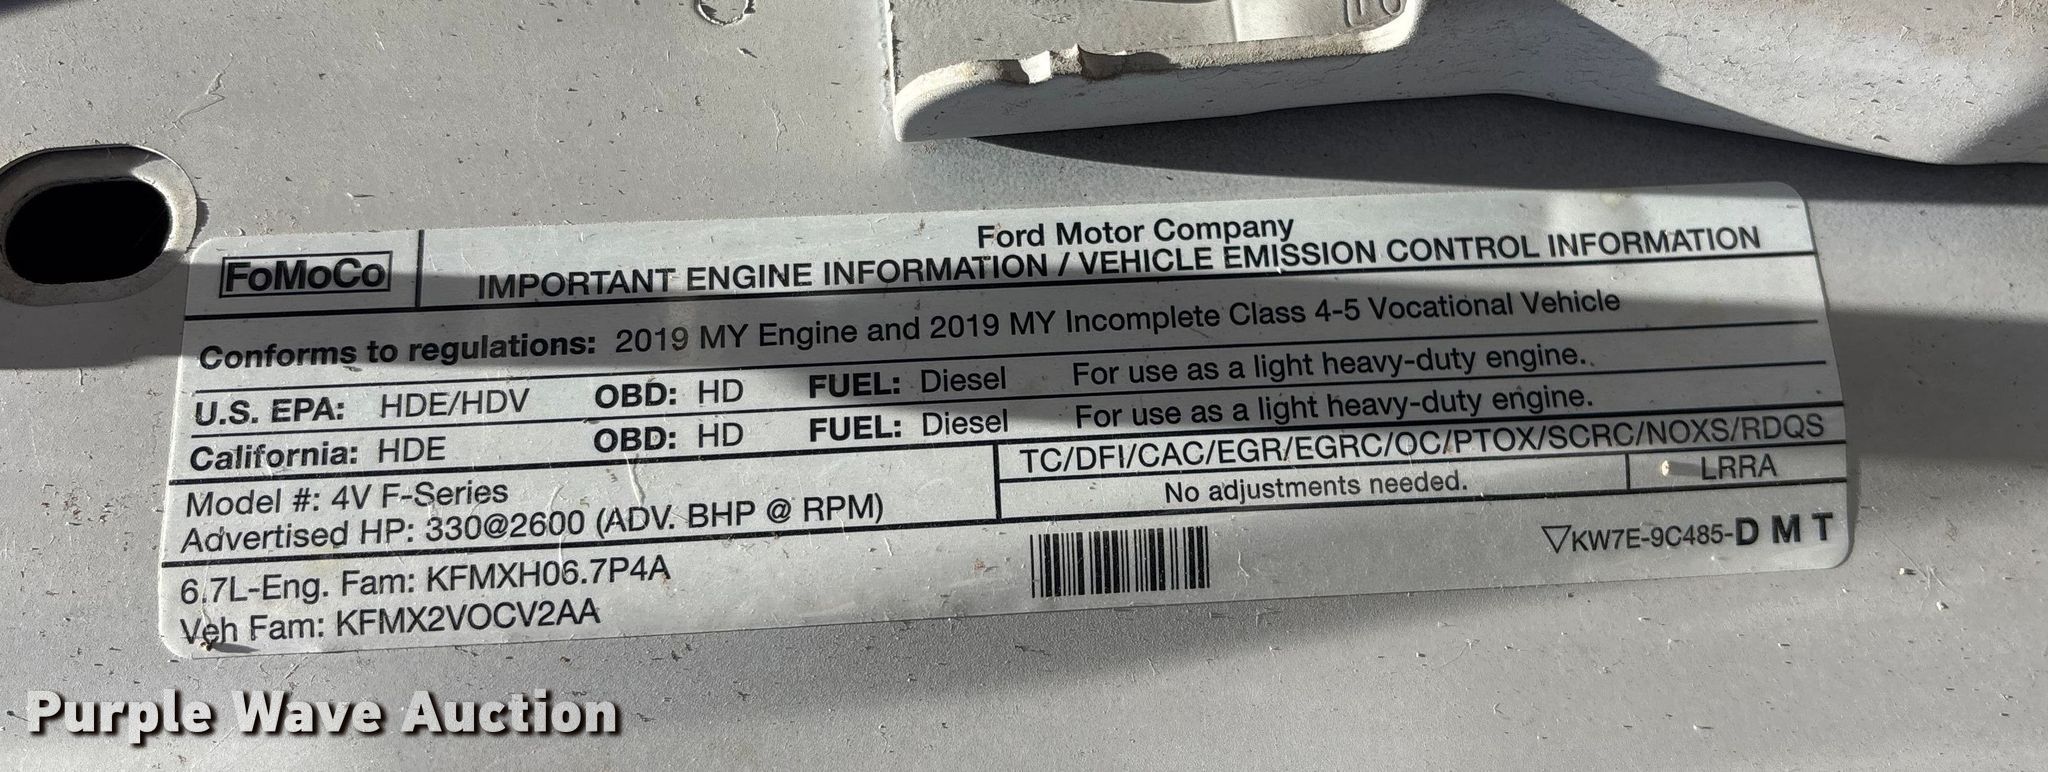 Ford Motor Company
FoMoCo
IMPORTANT ENGINE INFORMATION / VEHICLE EMISSION CONTROL INFORMATION
Conforms to regulations: 2019 MY Engine and 2019 MY Incomplete Class 4-5 Vocational Vehicle
U.S. EPA: HDE/HDV OBD: HD FUEL: Diesel For use as a light heavy-duty engine.
California: HDE OBD: HD FUEL: Diesel For use as a light heavy-duty engine.
Model #: 4V F-Series
Advertised HP: 330@2600 (ADV. BHP @ RPM)
TC/DFI/CAC/EGR/EGRC/OC/PTOX/SCRC/NOXS/RDQS
No adjustments needed. LRRA
6.7L-Eng. Fam: KFMXH06.7P4A
Veh Fam: KFMX2VOCV2AA
▽KW7E-9C485-D M T
Purple Wave Auction